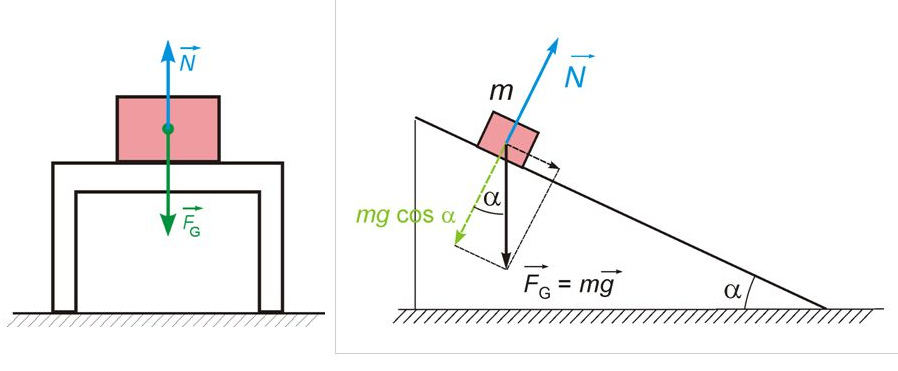 N
F_G
m
N
α
mg cos α
F_G = mg
α